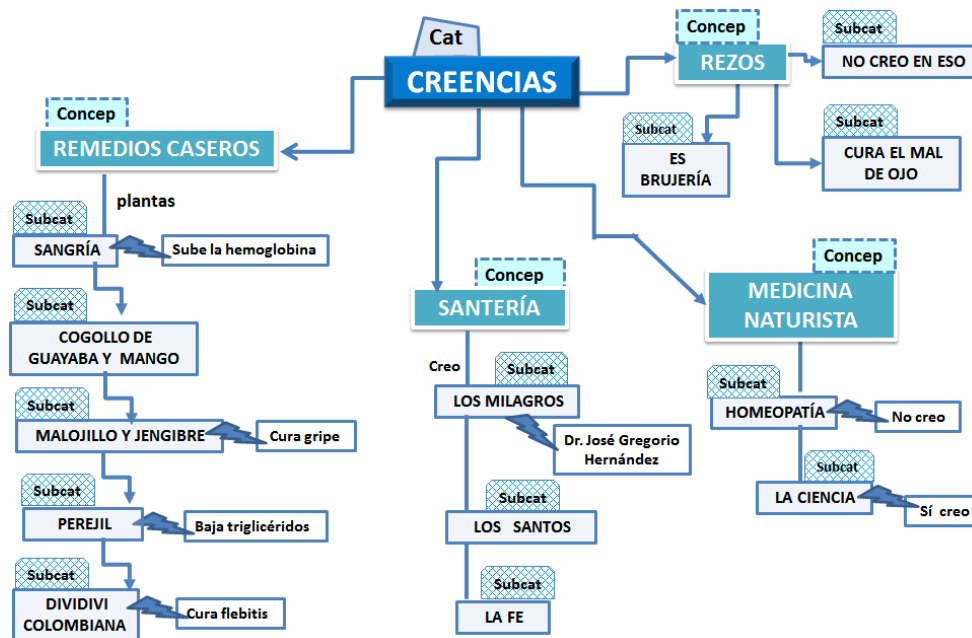 Cat
CREENCIAS
Concep
REMEDIOS CASEROS
plantas
Subcat
SANGRÍA
Sube la hemoglobina
Subcat
COGOLLO DE
GUAYABA Y MANGO
Subcat
MALOJILLO Y JENGIBRE
Cura gripe
Subcat
PEREJIL
Baja triglicéridos
Subcat
DIVIDIVI
COLOMBIANA
Cura flebitis
Concep
SANTERÍA
Creo
Subcat
LOS MILAGROS
Dr. José Gregorio
Hernández
Subcat
LOS SANTOS
Subcat
LA FE
Concep
REZOS
Subcat
NO CREO EN ESO
Subcat
ES
BRUJERÍA
Subcat
CURA EL MAL
DE OJO
Concep
MEDICINA
NATURISTA
Subcat
HOMEOPATÍA
No creo
Subcat
LA CIENCIA
Sí creo